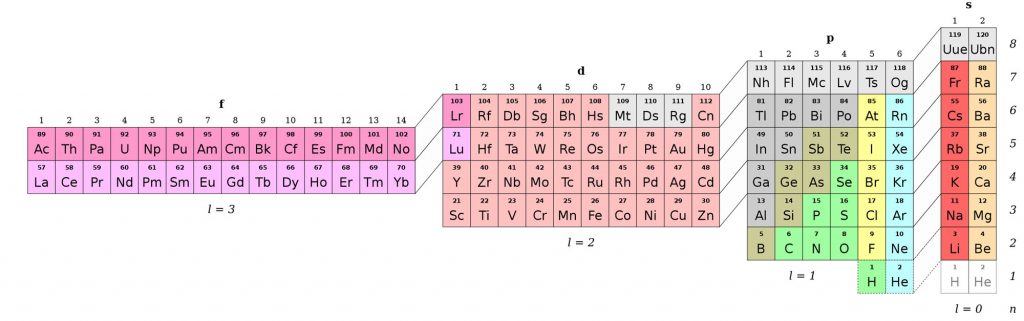 s
1 2
119 120
Uue Ubn 8
p
1 2 3 4 5 6
113 114 115 116 117 118 87 88
Nh Fl Mc Lv Ts Og Fr Ra 7
d
1 2 3 4 5 6 7 8 9 10
103 104 105 106 107 108 109 110 111 112 81 82 83 84 85 86 55 56
Lr Rf Db Sg Bh Hs Mt Ds Rg Cn Tl Pb Bi Po At Rn Cs Ba 6
f
1 2 3 4 5 6 7 8 9 10 11 12 13 14
89 90 91 92 93 94 95 96 97 98 99 100 101 102 71 72 73 74 75 76 77 78 79 80 49 50 51 52 53 54 37 38
Ac Th Pa U Np Pu Am Cm Bk Cf Es Fm Md No Lu Hf Ta W Re Os Ir Pt Au Hg In Sn Sb Te I Xe Rb Sr 5
57 58 59 60 61 62 63 64 65 66 67 68 69 70 39 40 41 42 43 44 45 46 47 48 31 32 33 34 35 36 19 20
La Ce Pr Nd Pm Sm Eu Gd Tb Dy Ho Er Tm Yb Y Zr Nb Mo Tc Ru Rh Pd Ag Cd Ga Ge As Se Br Kr K Ca 4
21 22 23 24 25 26 27 28 29 30 13 14 15 16 17 18 11 12
l = 3 Sc Ti V Cr Mn Fe Co Ni Cu Zn Al Si P S Cl Ar Na Mg 3
5 6 7 8 9 10 3 4
l = 2 B C N O F Ne Li Be 2
1 2 1 2
l = 1 H He H He 1
l = 0 n